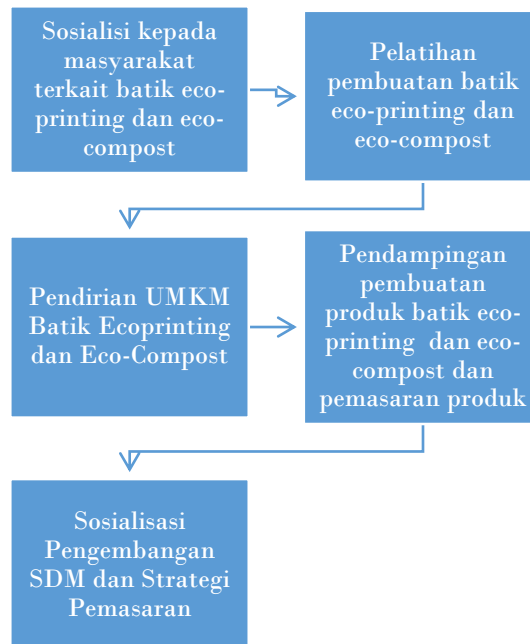 Sosialisi kepada
masyarakat
terkait batik eco-
printing dan eco-
compost
Pelatihan
pembuatan batik
eco-printing dan
eco-compost
Pendirian UMKM
Batik Ecoprinting
dan Eco-Compost
Pendampingan
pembuatan
produk batik eco-
printing dan eco-
compost dan
pemasaran produk
Sosialisasi
Pengembangan
SDM dan Strategi
Pemasaran